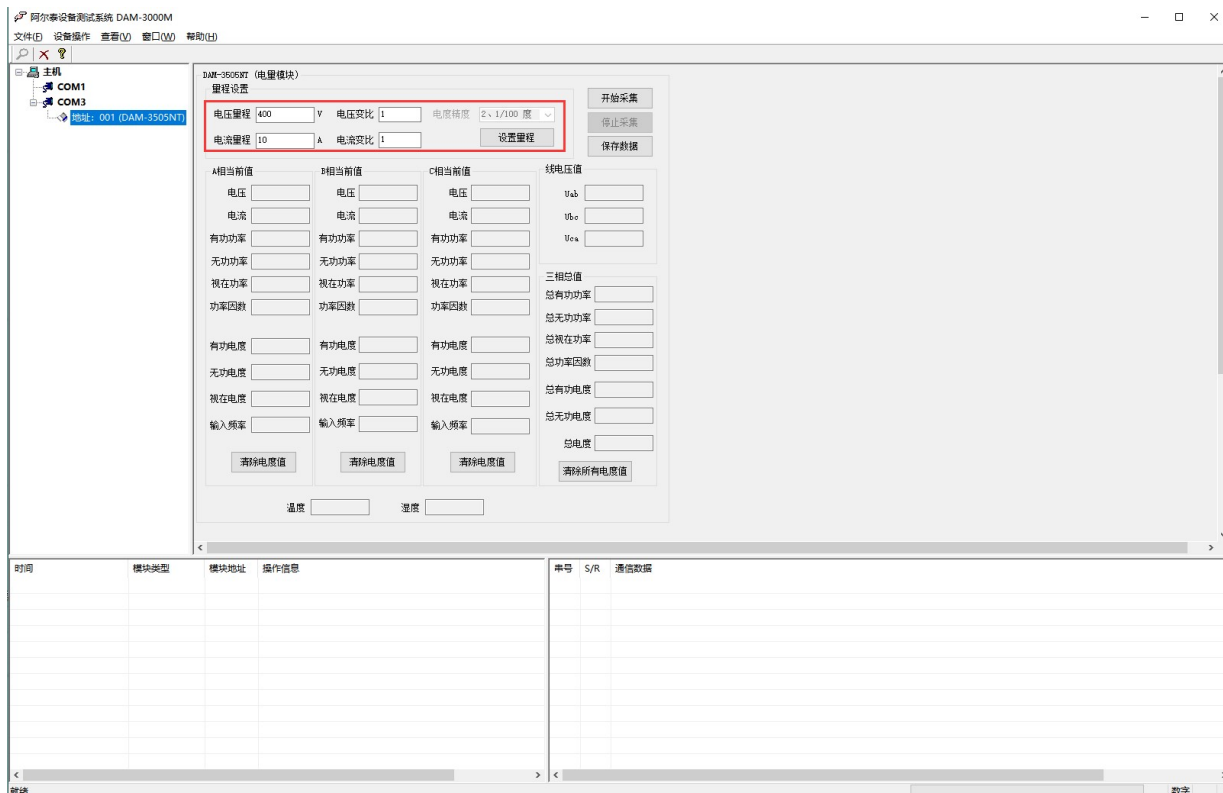 阿尔泰设备测试系统 DAM-3000M
文件(F) 设备操作 查看(V) 窗口(W) 帮助(H)
主机
COM1
COM3
地址：001 (DAM-3505NT)
DAM-3505NT (电量模块)
量程设置
电压量程 400 V 电压变比 1 电度精度 2、1/100 度
电流量程 10 A 电流变比 1 设置量程
开始采集
停止采集
保存数据
A相当前值
电压
电流
有功功率
无功功率
视在功率
功率因数
有功电度
无功电度
视在电度
输入频率
清除电度值
B相当前值
电压
电流
有功功率
无功功率
视在功率
功率因数
有功电度
无功电度
视在电度
输入频率
清除电度值
C相当前值
电压
电流
有功功率
无功功率
视在功率
功率因数
有功电度
无功电度
视在电度
输入频率
清除电度值
线电压值
Uab
Ubc
Uca
三相总值
总有功功率
总无功功率
总视在功率
总功率因数
总有功电度
总无功电度
总电度
清除所有电度值
温度 湿度
时间 模块类型 模块地址 操作信息
串号 S/R 通信数据
就绪 数字